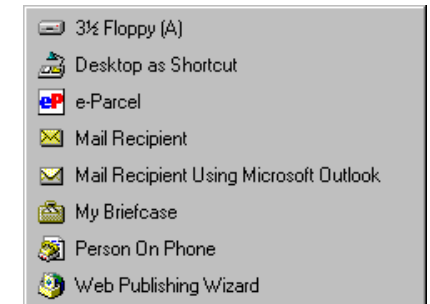 3½ Floppy (A)
Desktop as Shortcut
eP e-Parcel
Mail Recipient
Mail Recipient Using Microsoft Outlook
My Briefcase
Person On Phone
Web Publishing Wizard